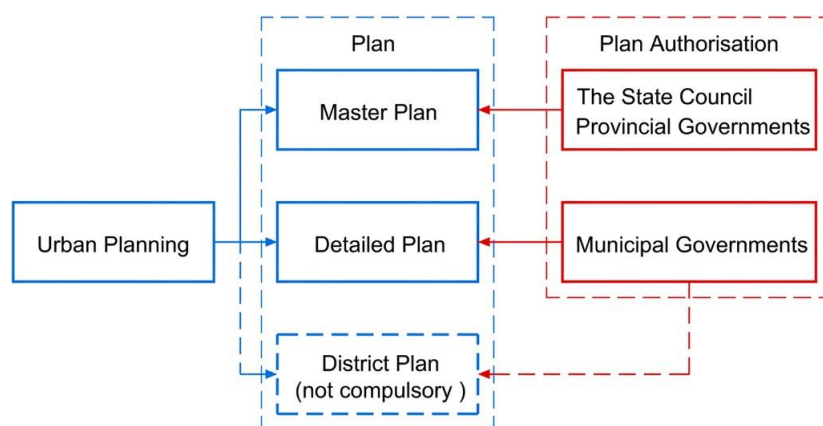 Plan
Plan Authorisation
Master Plan
The State Council
Provincial Governments
Urban Planning
Detailed Plan
Municipal Governments
District Plan
(not compulsory )